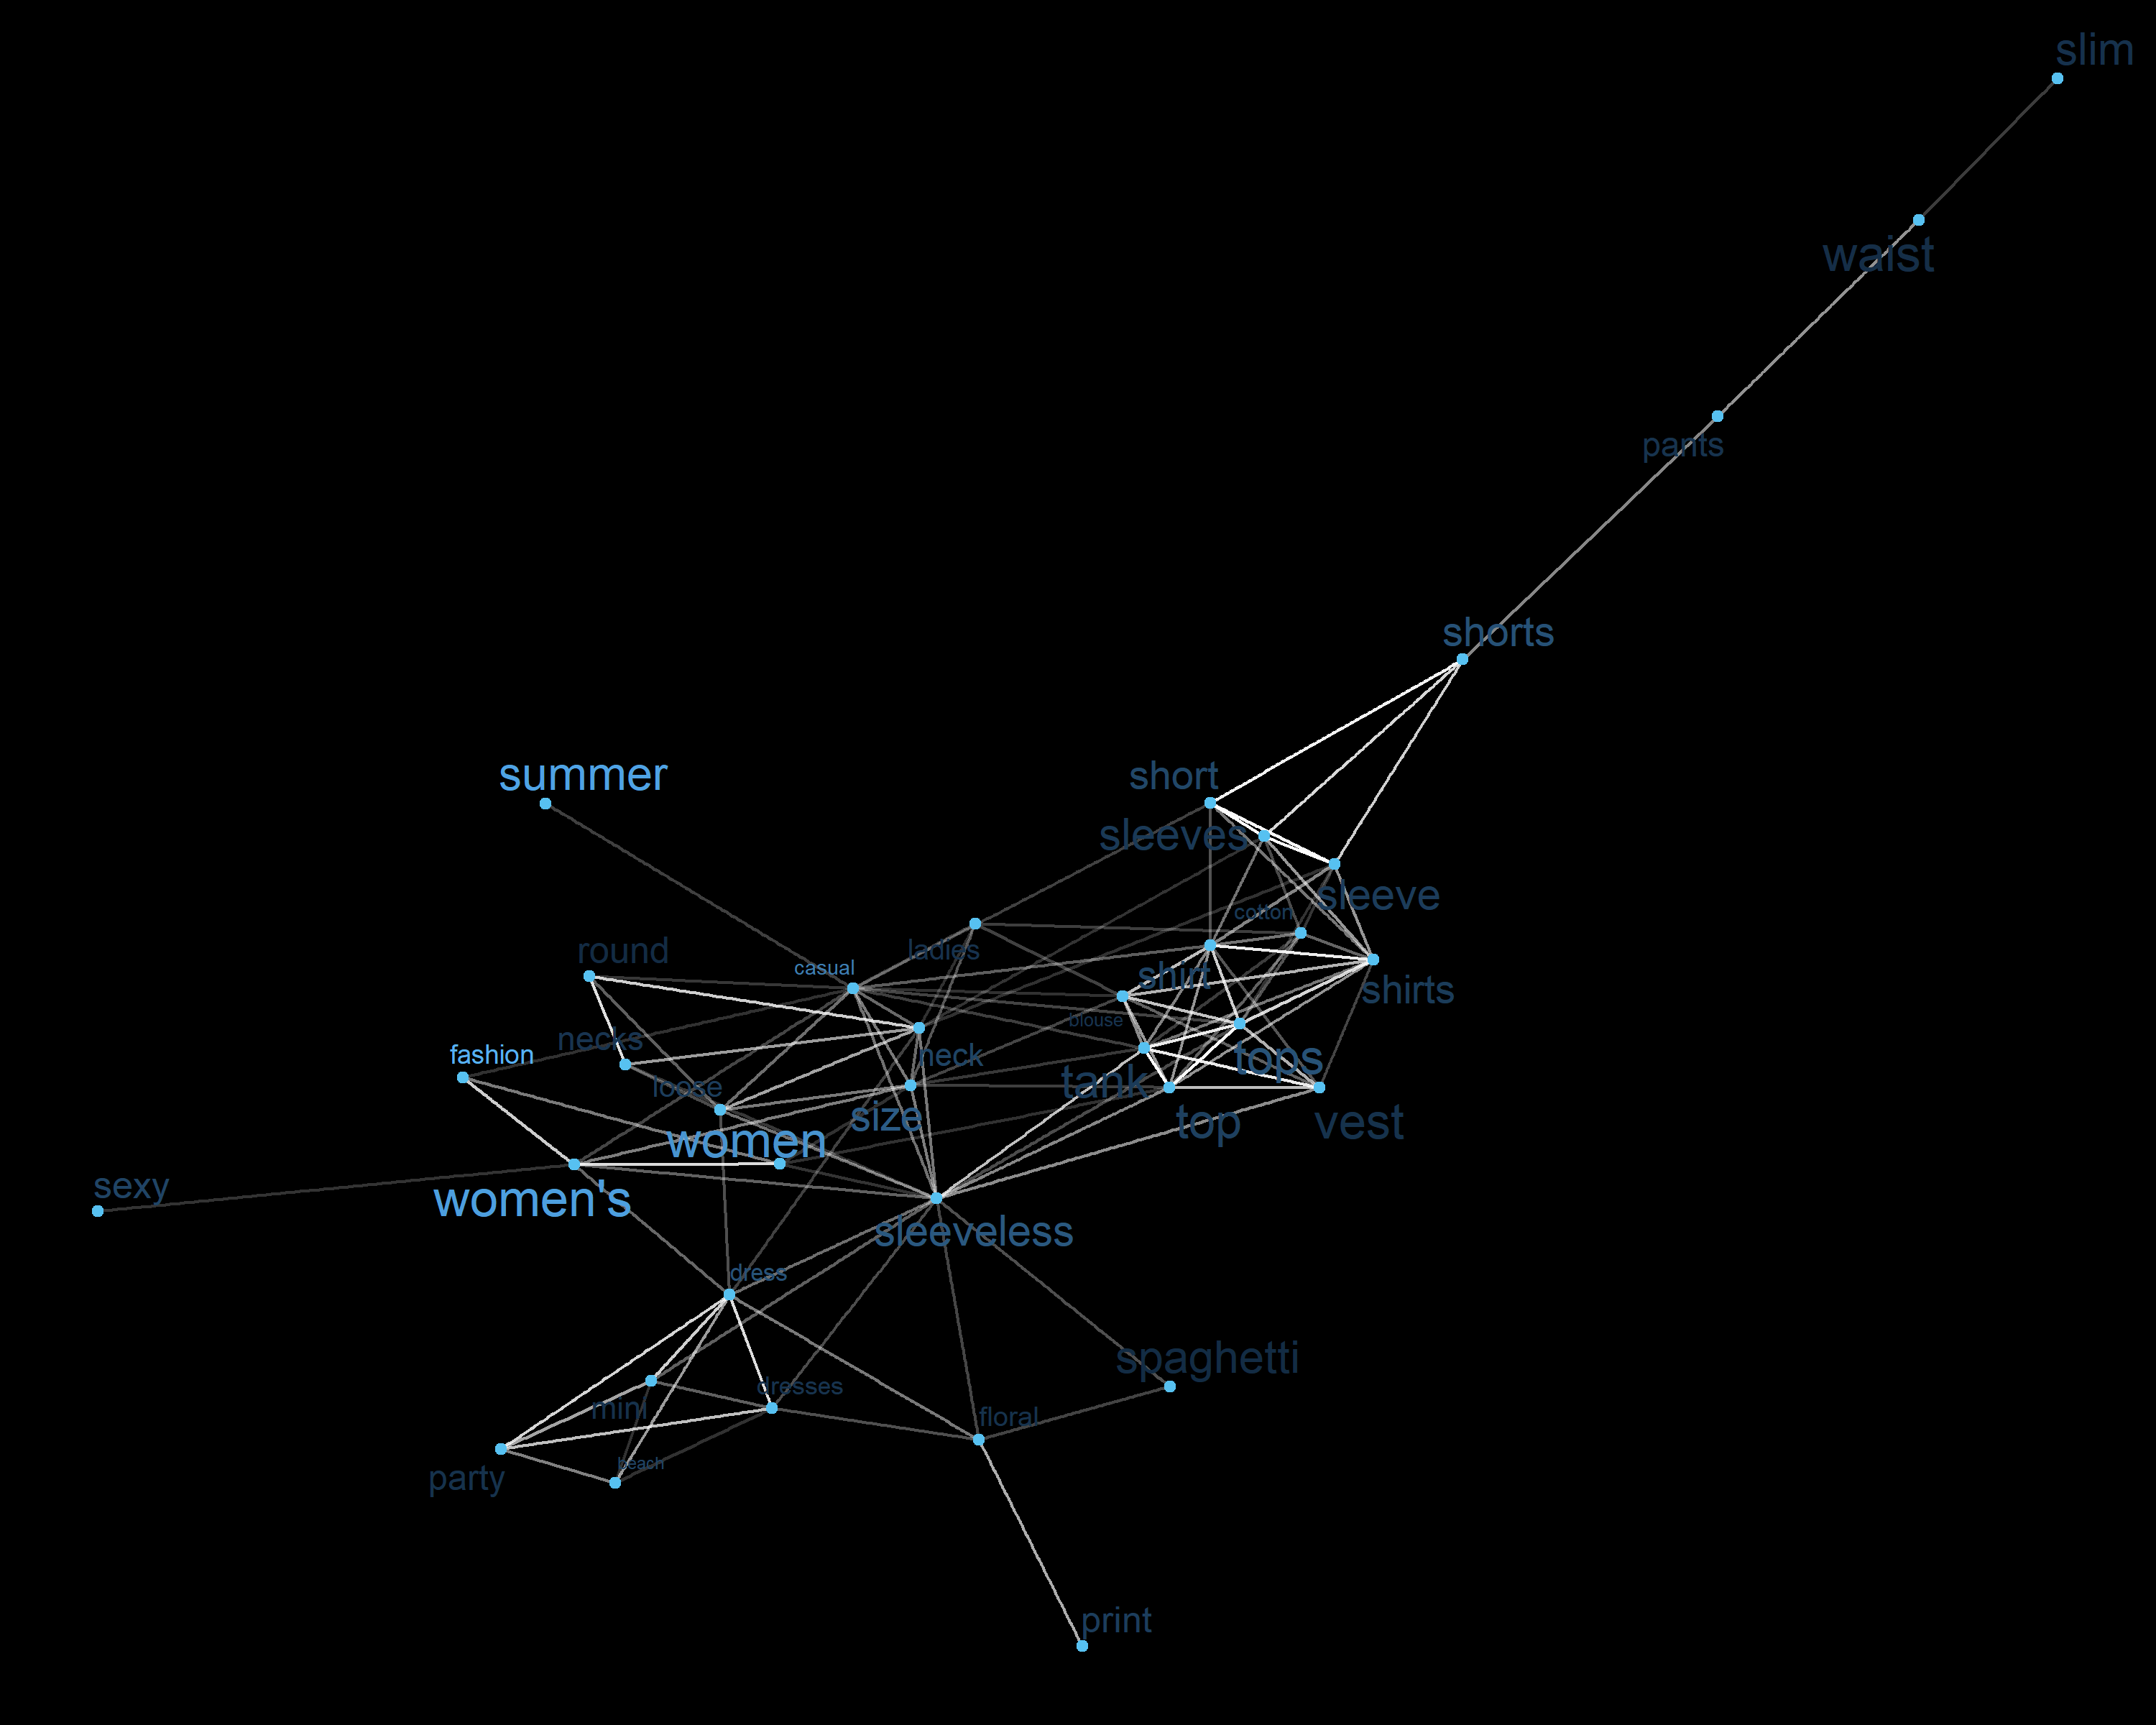 slim
waist
pants
shorts
summer
short
sleeves
sleeve
cotton
round
ladies
casual
shirt
shirts
blouse
necks
fashion
neck
tops
loose
tank
size
top
vest
women
sexy
women's
sleeveless
dress
spaghetti
dresses
mini
floral
beach
party
print